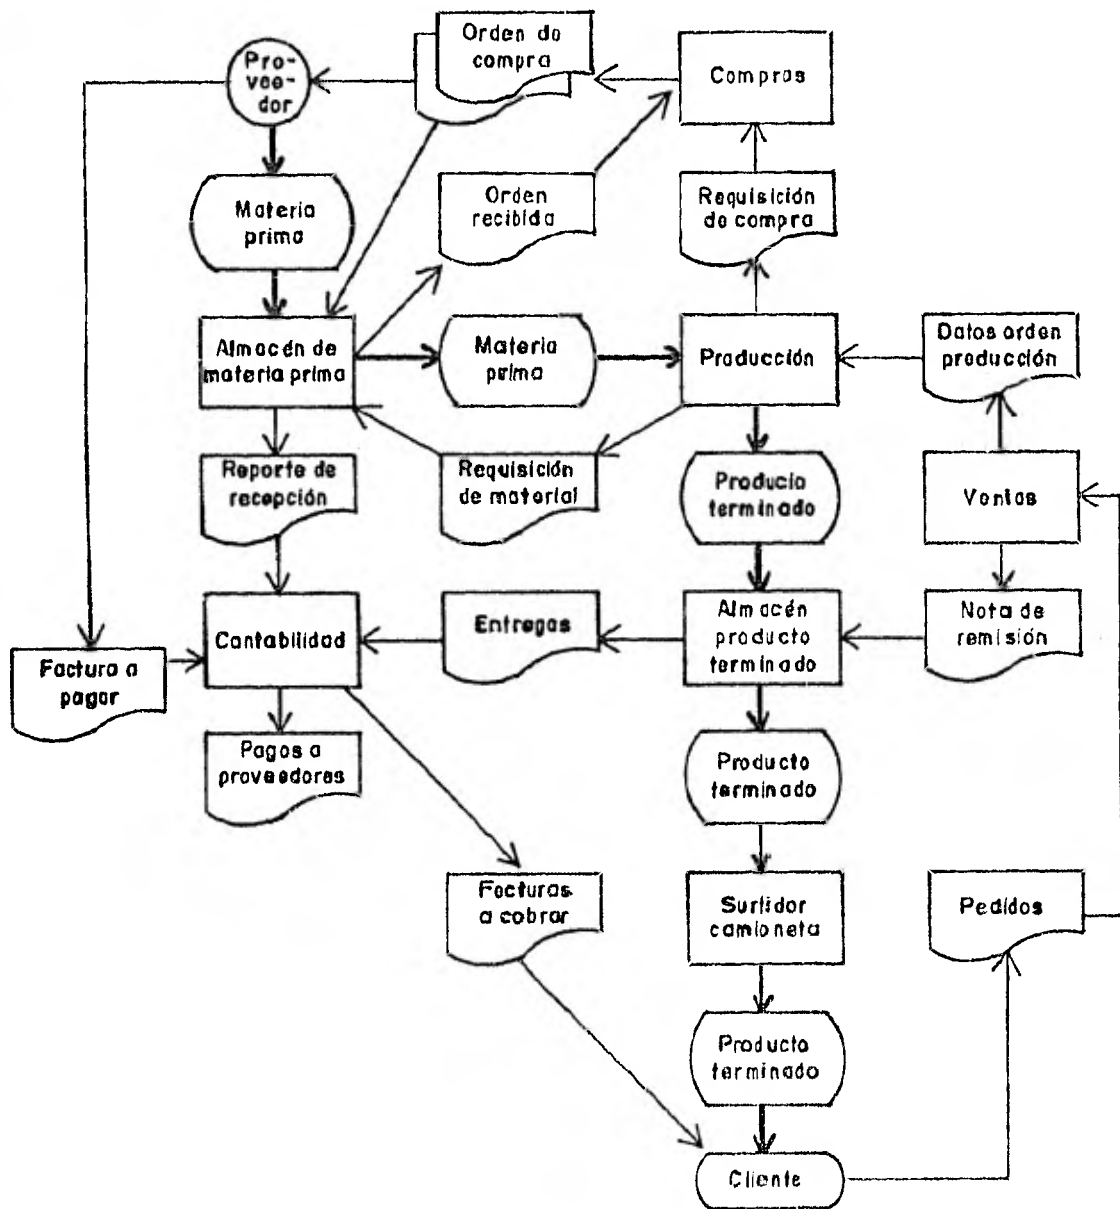 Orden de
compra
Pro-
vee-
dor
Compras
Materia
prima
Orden
recibida
Requisición
de compra
Almacén de
materia prima
Materia
prima
Producción
Datos orden
producción
Reporte de
recepción
Requisición
de material
Producto
terminado
Ventas
Factura a
pagar
Contabilidad
Entregas
Almacén
producto
terminado
Nota de
remisión
Pagos a
proveedores
Producto
terminado
Facturas
a cobrar
Surtidor
camioneta
Pedidos
Producto
terminado
Cliente